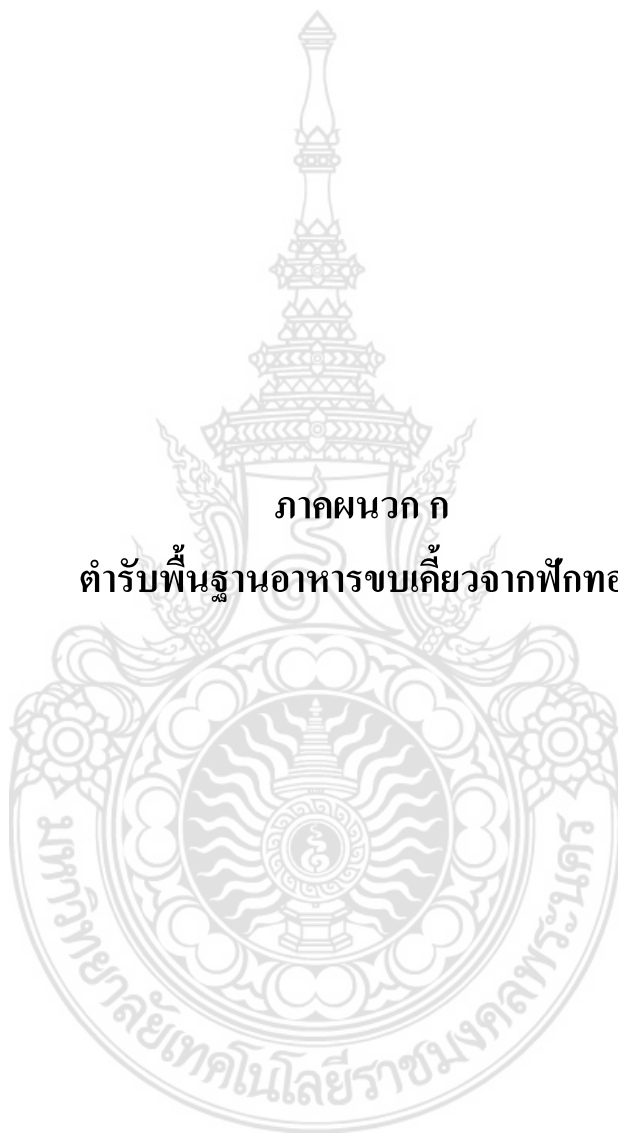 ภาคผนวก ก
ตำรับพื้นฐานอาหารขบเคี้ยวจากฟักทอ
มหาวิทยาลัยเทคโนโลยีราชมงคลพระนคร